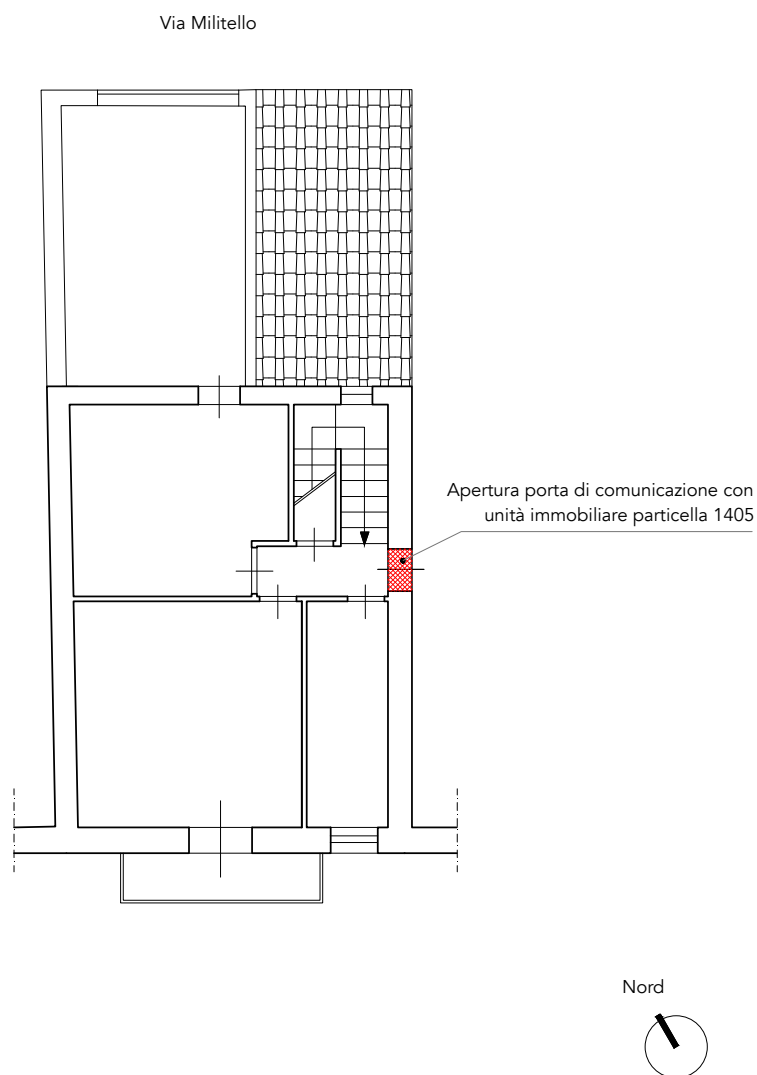 Via Militello
Apertura porta di comunicazione con
unità immobiliare particella 1405
Nord